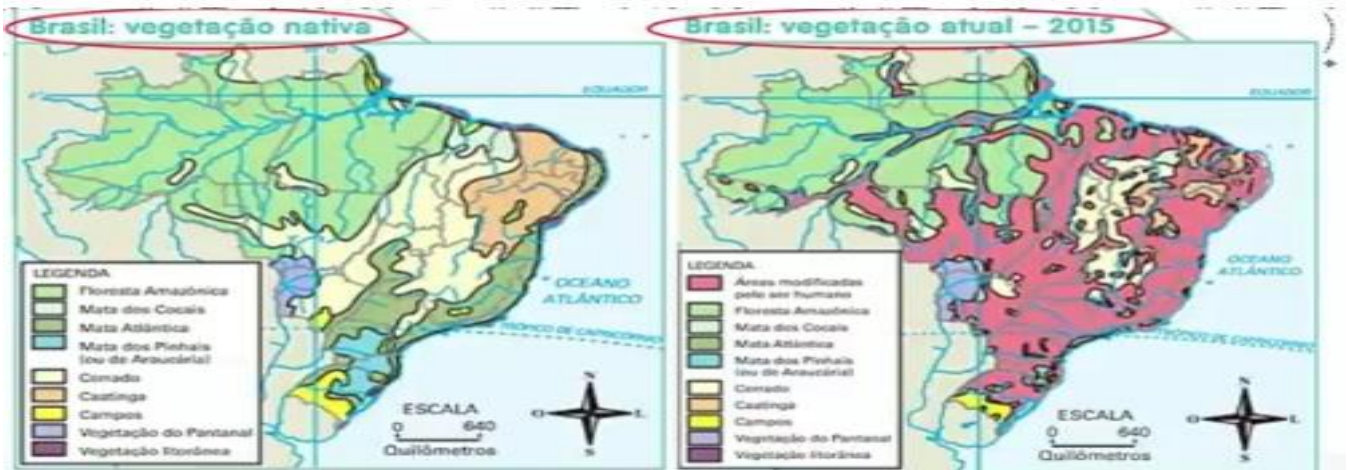 Brasil: vegetação nativa
EQUADOR
LEGENDA
Floresta Amazônica
Mata dos Cocais
Mata Atlântica
Mata dos Pinhais
(ou de Araucária)
Cerrado
Caatinga
Campos
Vegetação do Pantanal
Vegetação litorânea
OCEANO
ATLÂNTICO
TRÓPICO DE CAPRICÓRNIO
ESCALA
0 640
Quilômetros
N
O L
S
Brasil: vegetação atual – 2015
EQUADOR
LEGENDA
Áreas modificadas
pelo ser humano
Floresta Amazônica
Mata dos Cocais
Mata Atlântica
Mata dos Pinhais
(ou de Araucária)
Cerrado
Caatinga
Campos
Vegetação do Pantanal
Vegetação litorânea
OCEANO
ATLÂNTICO
TRÓPICO DE CAPRICÓRNIO
ESCALA
0 640
Quilômetros
N
O L
S